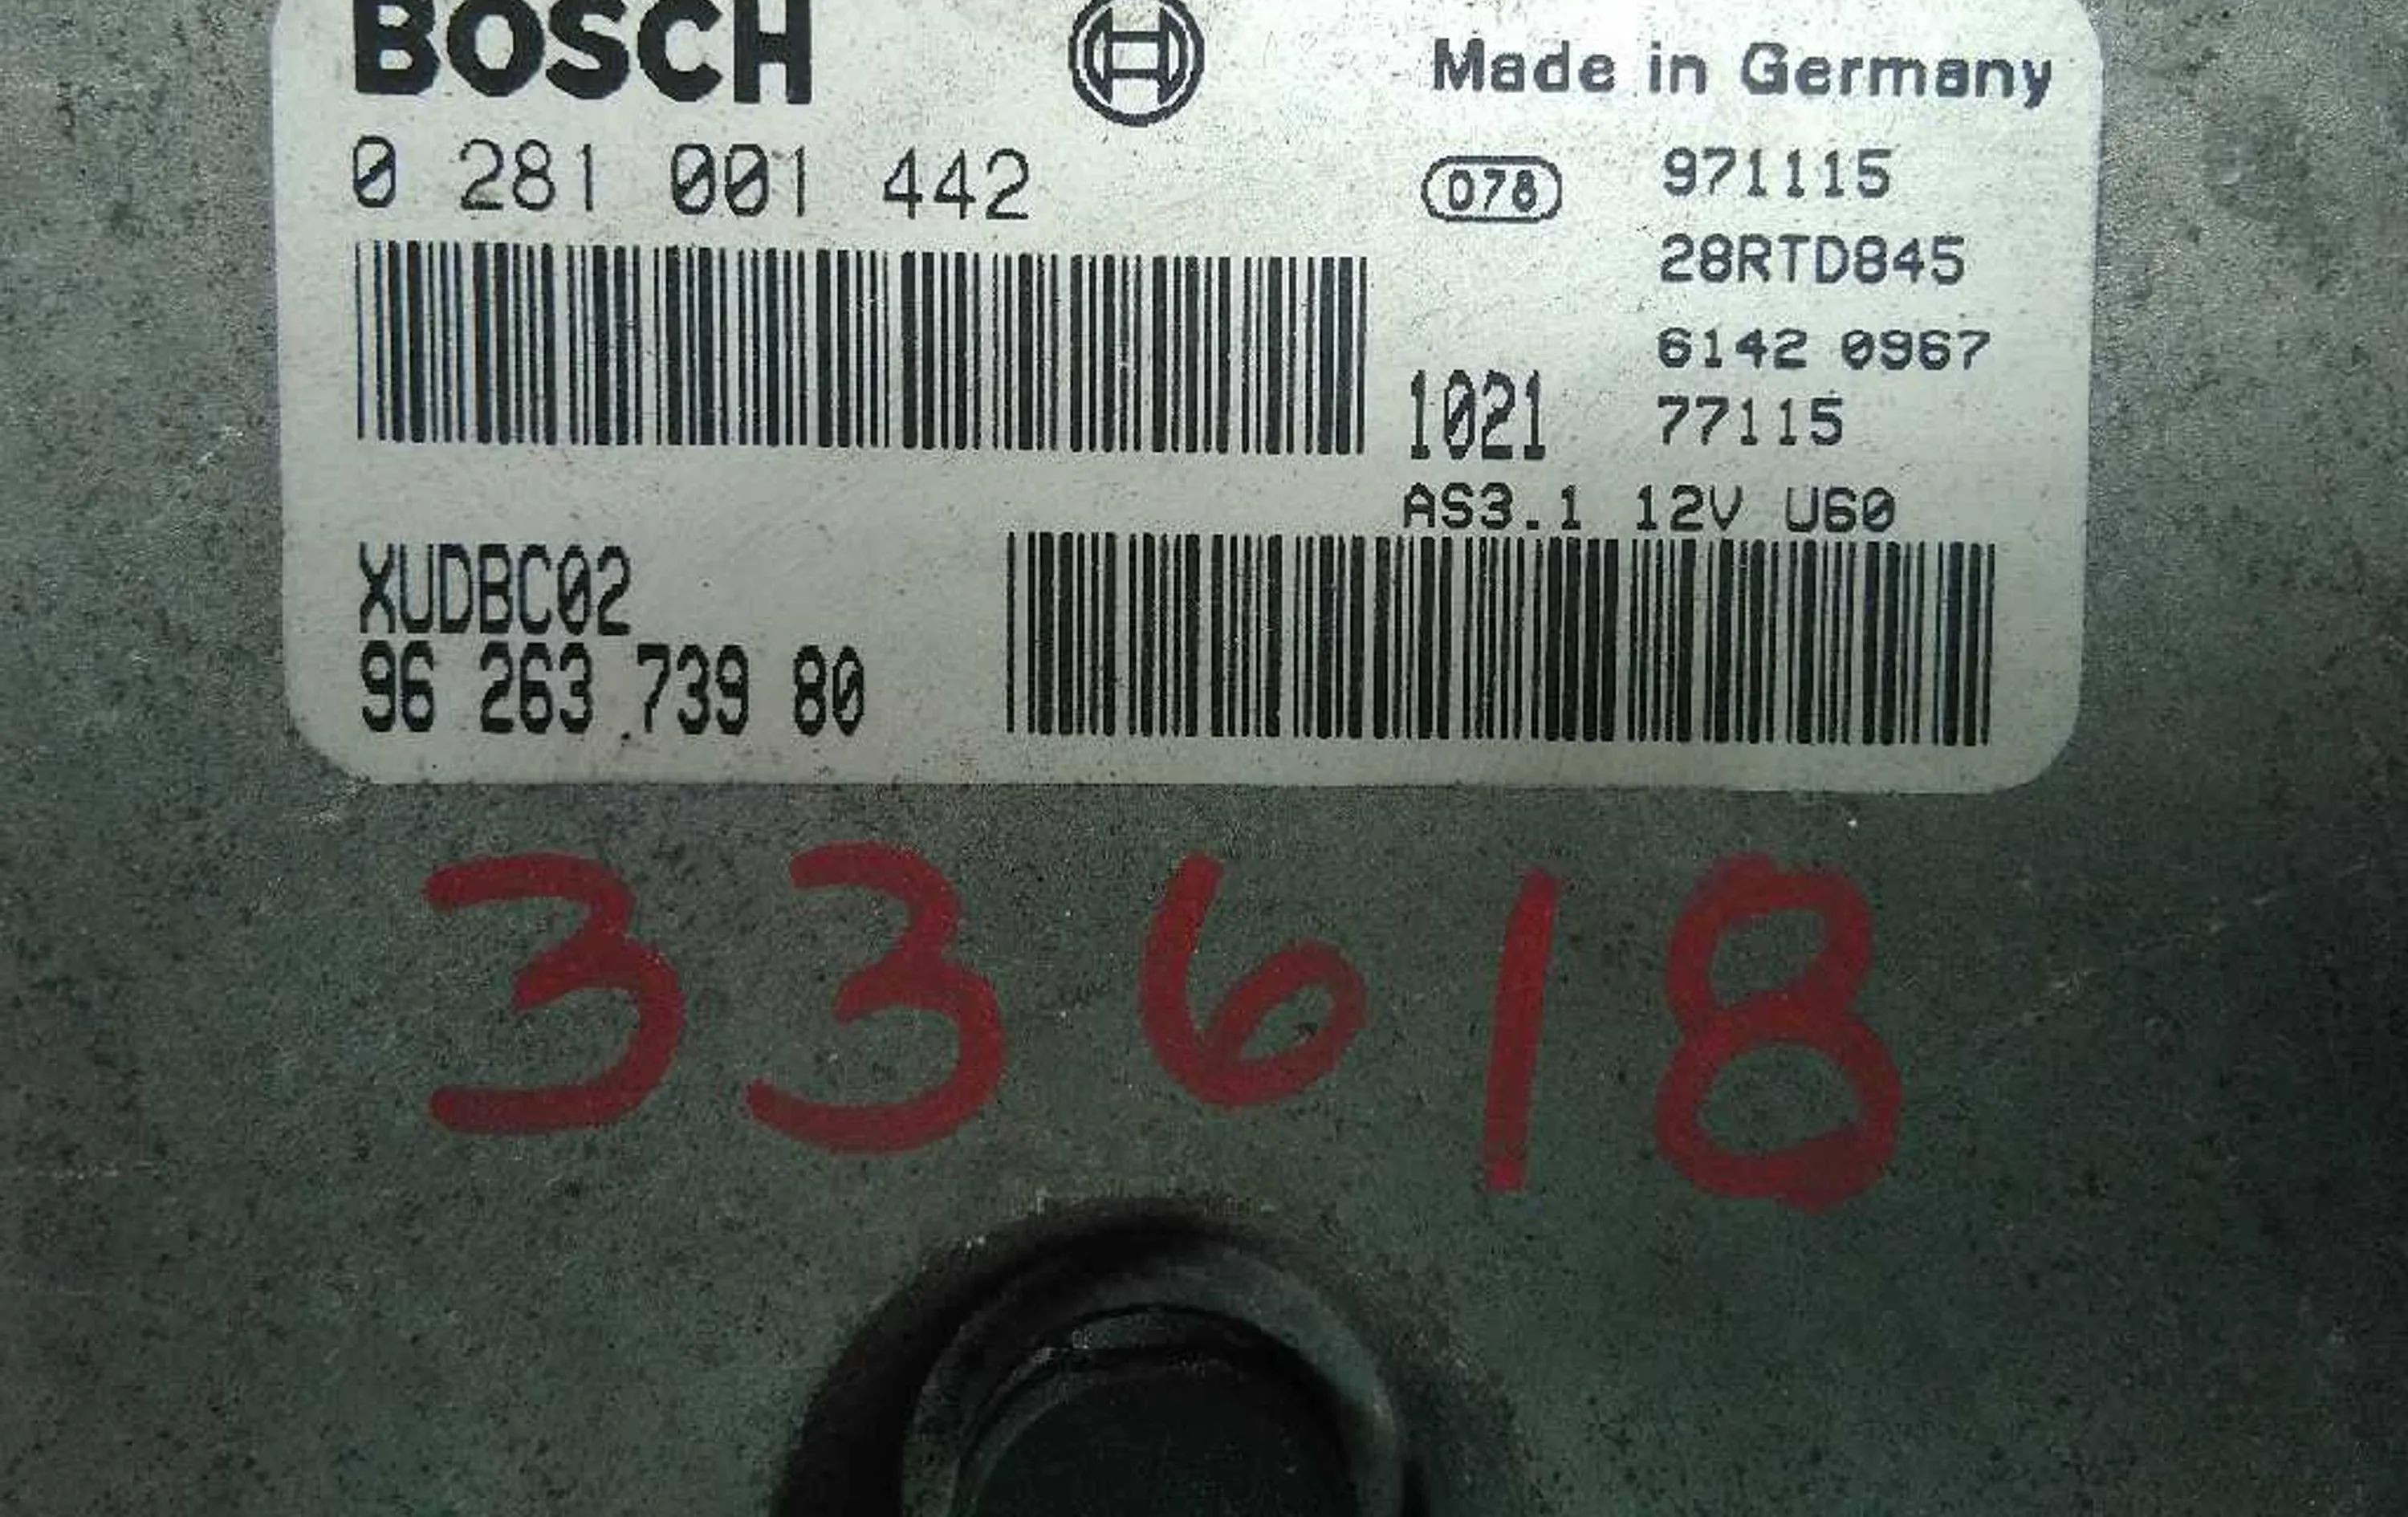 BOSCH
Made in Germany
0 281 001 442
078
971115
28RTD845
6142 0967
1021
77115
AS3.1 12V U60
XUDBC02
96 263 739 80
33618